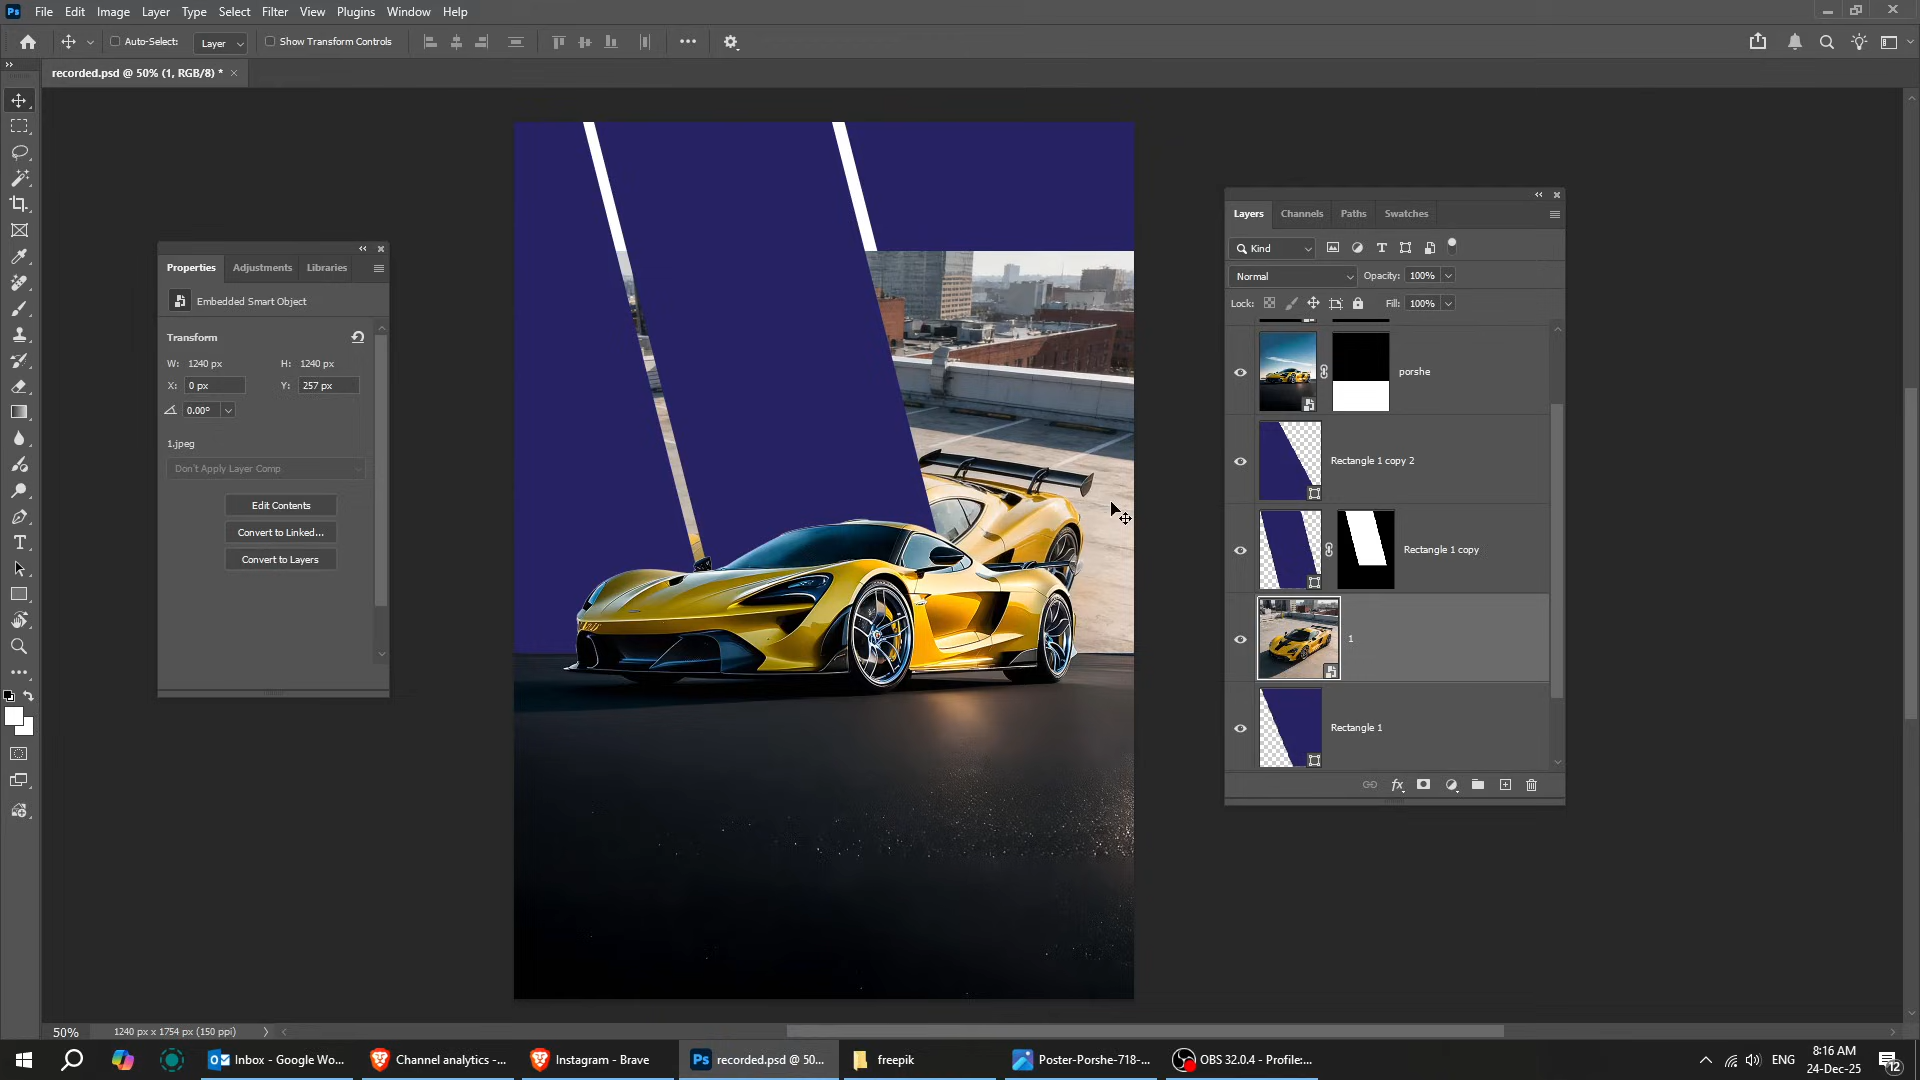 Ps File Edit Image Layer Type Select Filter View Plugins Window Help
Auto-Select: Layer Show Transform Controls
recorded.psd @ 50% (1, RGB/8) *
Properties Adjustments Libraries
Embedded Smart Object
Transform
W: 1240 px H: 1240 px
X: 0 px Y: 257 px
0.00°
1.jpeg
Don't Apply Layer Comp
Edit Contents
Convert to Linked...
Convert to Layers
Layers Channels Paths Swatches
Kind
Normal Opacity: 100%
Lock: Fill: 100%
porshe
Rectangle 1 copy 2
Rectangle 1 copy
1
Rectangle 1
fx
50% 1240 px x 1754 px (150 ppi)
Inbox - Google Wo... Channel analytics -... Instagram - Brave Ps recorded.psd @ 50... freepik Poster-Porshe-718-... OBS 32.0.4 - Profile:... ENG 8:16 AM
24-Dec-25
12